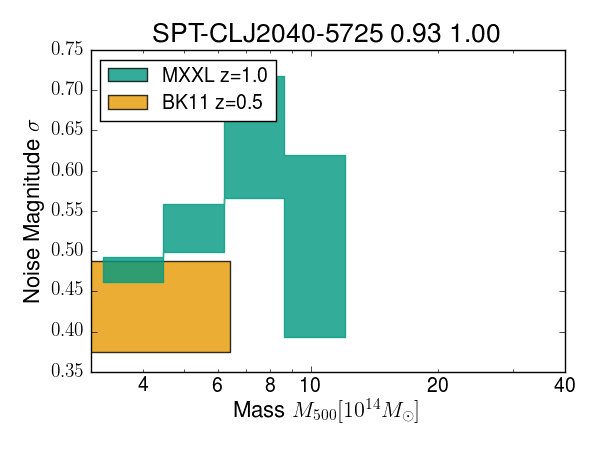 SPT-CLJ2040-5725 0.93 1.00
MXXL z=1.0
BK11 z=0.5
Noise Magnitude σ
0.75
0.70
0.65
0.60
0.55
0.50
0.45
0.40
0.35
4 6 8 10 20 40
Mass M₅₀₀[10¹⁴M☉]